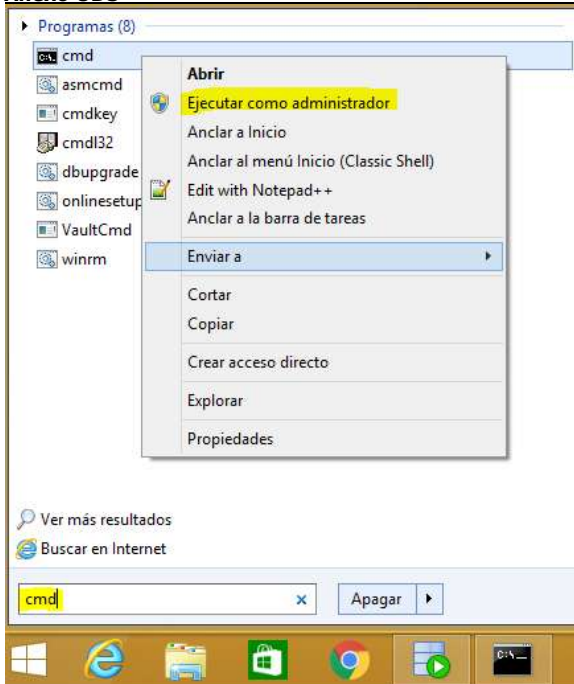 Programas (8)
cmd
asmcmd
cmdkey
cmdl32
dbupgrade
onlinesetup
VaultCmd
winrm
Abrir
Ejecutar como administrador
Anclar a Inicio
Anclar al menú Inicio (Classic Shell)
Edit with Notepad++
Anclar a la barra de tareas
Enviar a
Cortar
Copiar
Crear acceso directo
Explorar
Propiedades
Ver más resultados
Buscar en Internet
cmd
Apagar
C:\_